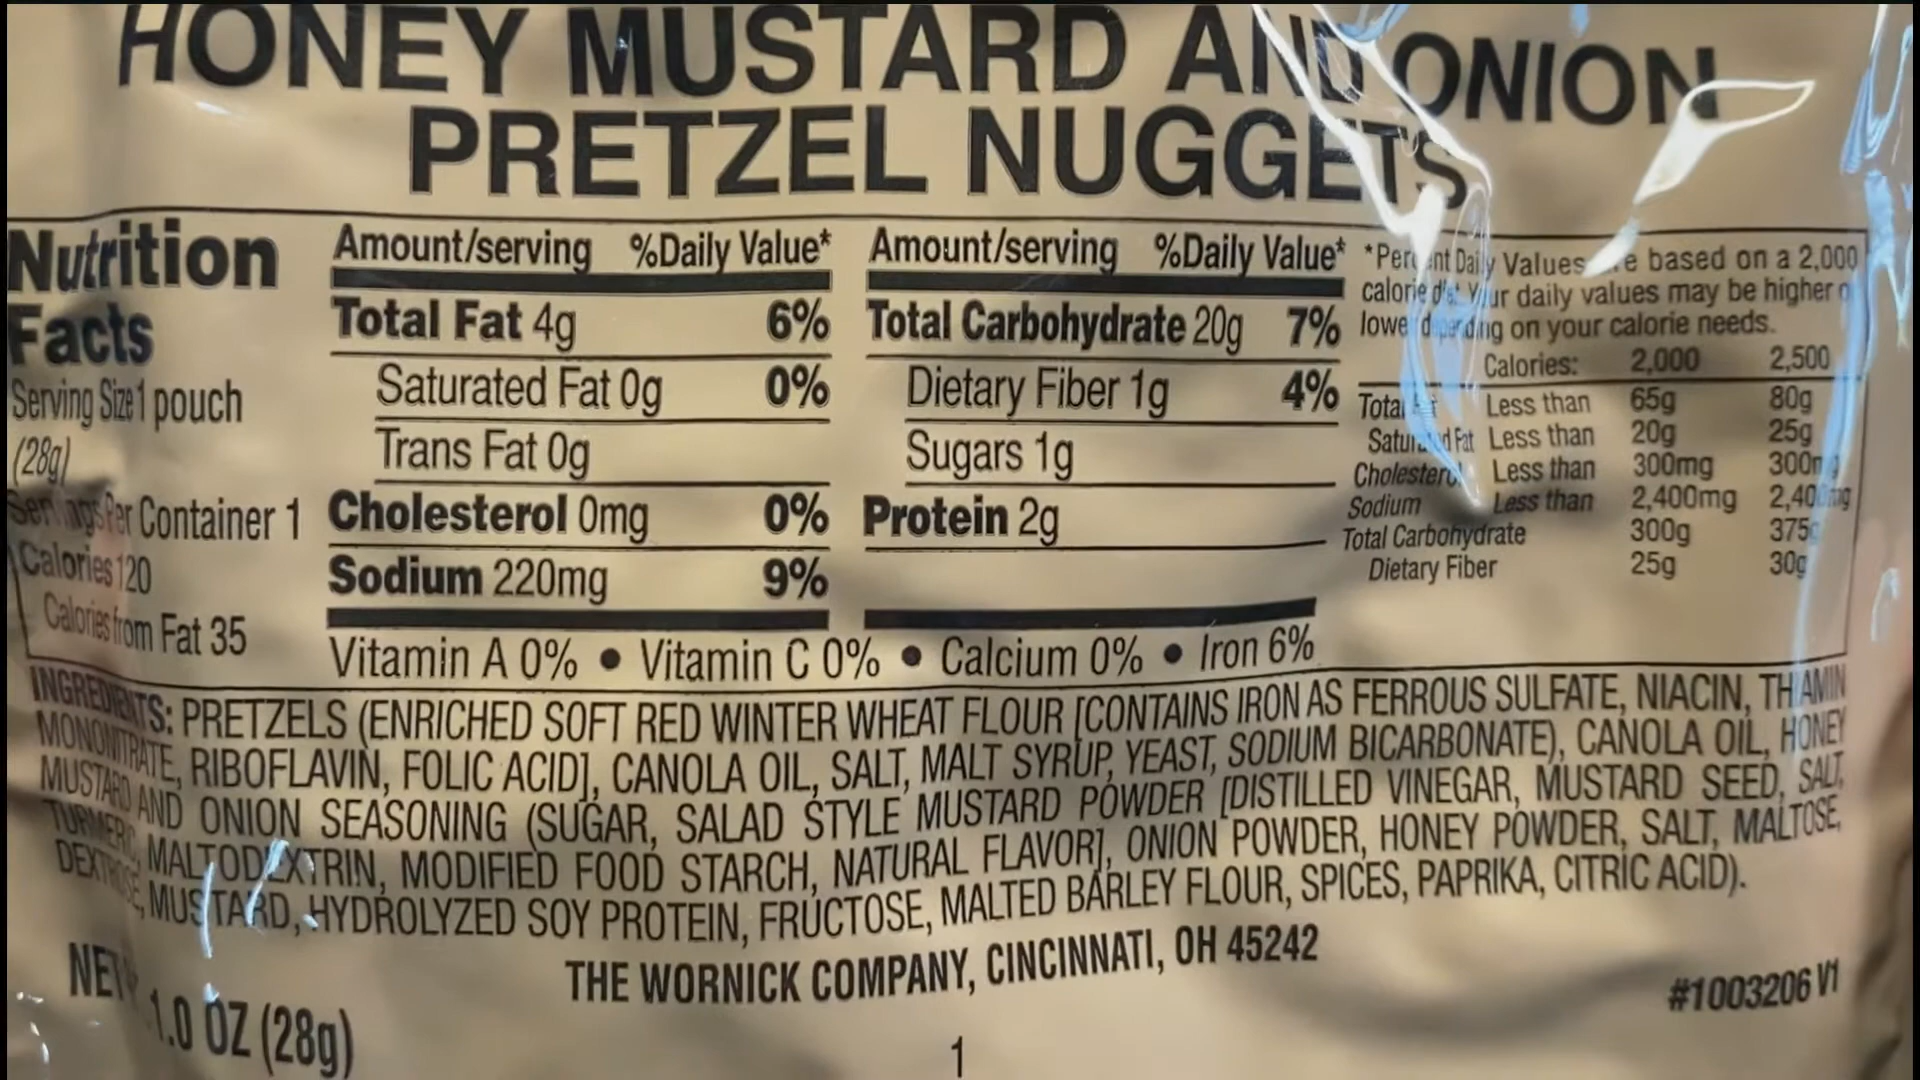 HONEY MUSTARD AND ONION
PRETZEL NUGGETS
Nutrition
Facts
Serving Size 1 pouch
(28g)
Servings Per Container 1
Calories 120
Calories from Fat 35
Amount/serving %Daily Value*
Total Fat 4g 6%
Saturated Fat 0g 0%
Trans Fat 0g
Cholesterol 0mg 0%
Sodium 220mg 9%
Amount/serving %Daily Value*
Total Carbohydrate 20g 7%
Dietary Fiber 1g 4%
Sugars 1g
Protein 2g
Vitamin A 0% • Vitamin C 0% • Calcium 0% • Iron 6%
*Percent Daily Values are based on a 2,000
calorie diet. Your daily values may be higher or
lower depending on your calorie needs.
Calories: 2,000 2,500
Total Fat Less than 65g 80g
Saturated Fat Less than 20g 25g
Cholesterol Less than 300mg 300mg
Sodium Less than 2,400mg 2,400mg
Total Carbohydrate 300g 375g
Dietary Fiber 25g 30g
INGREDIENTS: PRETZELS (ENRICHED SOFT RED WINTER WHEAT FLOUR [CONTAINS IRON AS FERROUS SULFATE, NIACIN, THIAMIN
MONONITRATE, RIBOFLAVIN, FOLIC ACID], CANOLA OIL, SALT, MALT SYRUP, YEAST, SODIUM BICARBONATE), CANOLA OIL, HONEY
MUSTARD AND ONION SEASONING (SUGAR, SALAD STYLE MUSTARD POWDER [DISTILLED VINEGAR, MUSTARD SEED, SALT,
TURMERIC, MALTODEXTRIN, MODIFIED FOOD STARCH, NATURAL FLAVOR], ONION POWDER, HONEY POWDER, SALT, MALTOSE,
DEXTROSE, MUSTARD, HYDROLYZED SOY PROTEIN, FRUCTOSE, MALTED BARLEY FLOUR, SPICES, PAPRIKA, CITRIC ACID).
THE WORNICK COMPANY, CINCINNATI, OH 45242
NET 1.0 OZ (28g)
#1003206 V1
1